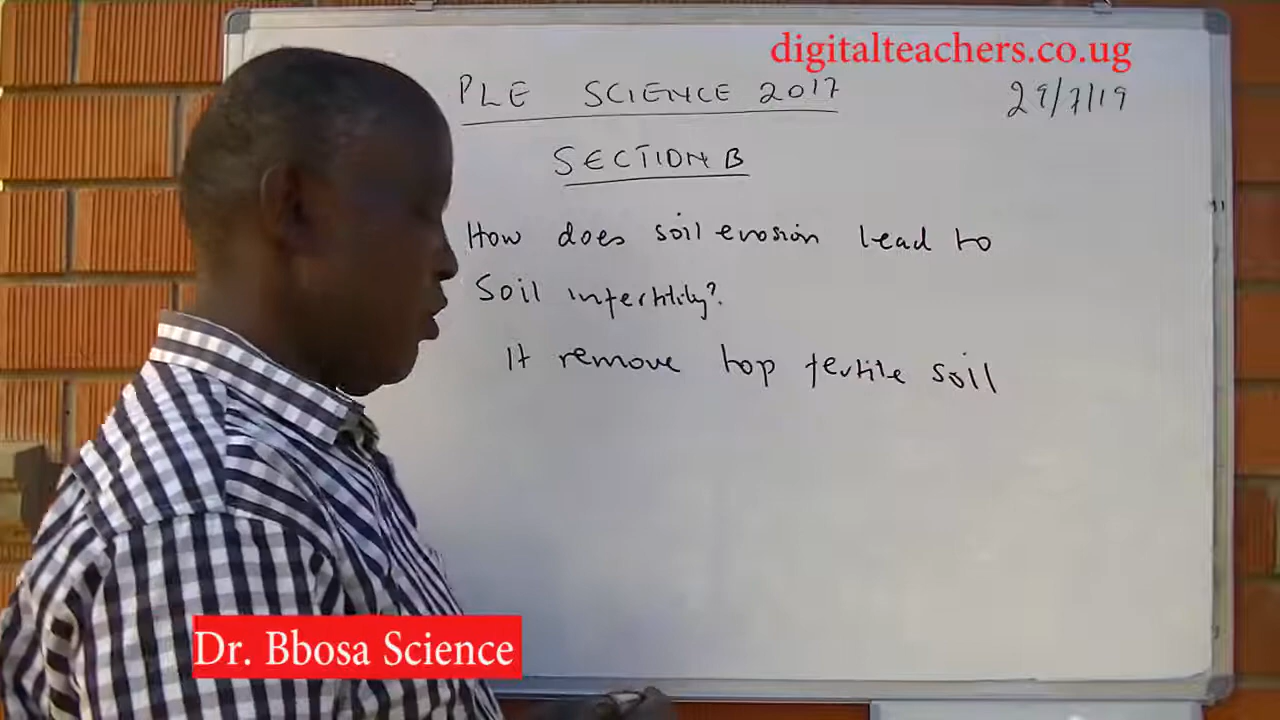 digitalteachers.co.ug
PLE SCIENCE 2017
29/7/19
SECTION B
How does soil erosion lead to
Soil infertility?
It remove top fertile soil
Dr. Bbosa Science